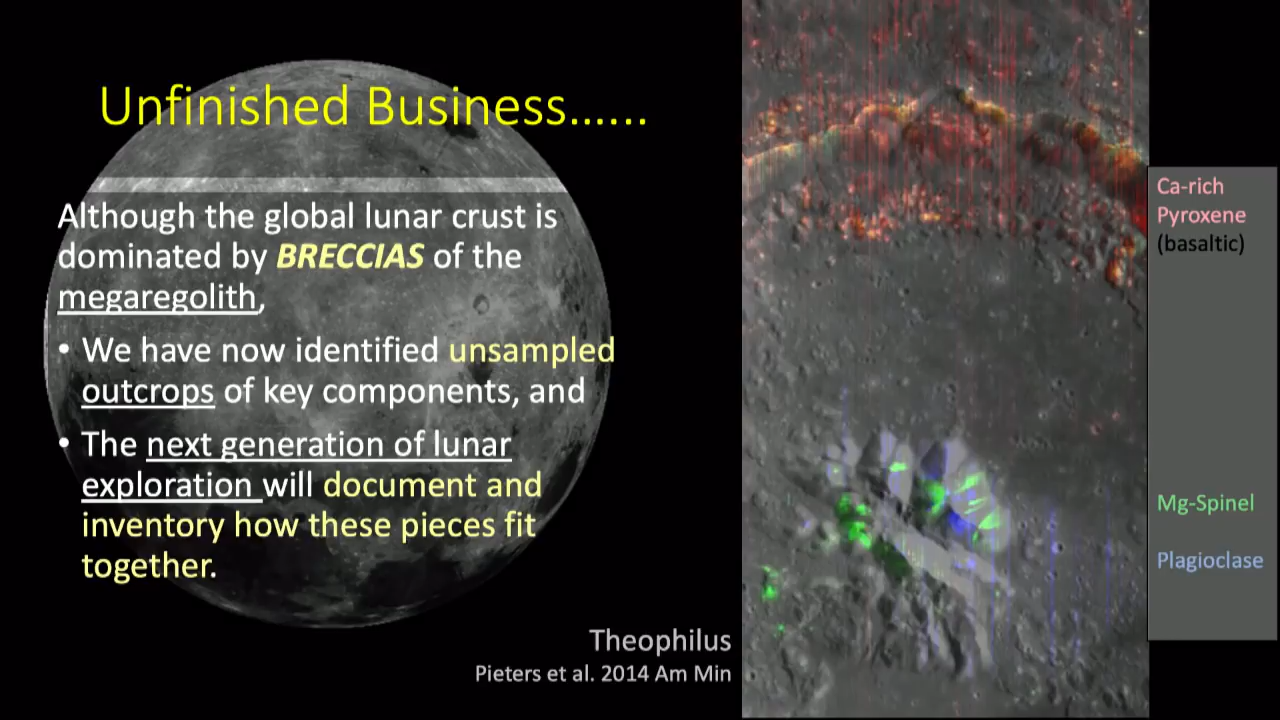 Unfinished Business......
Although the global lunar crust is
dominated by BRECCIAS of the
megaregolith,
• We have now identified unsampled
outcrops of key components, and
• The next generation of lunar
exploration will document and
inventory how these pieces fit
together.
Theophilus
Pieters et al. 2014 Am Min
Ca-rich
Pyroxene
(basaltic)
Mg-Spinel
Plagioclase